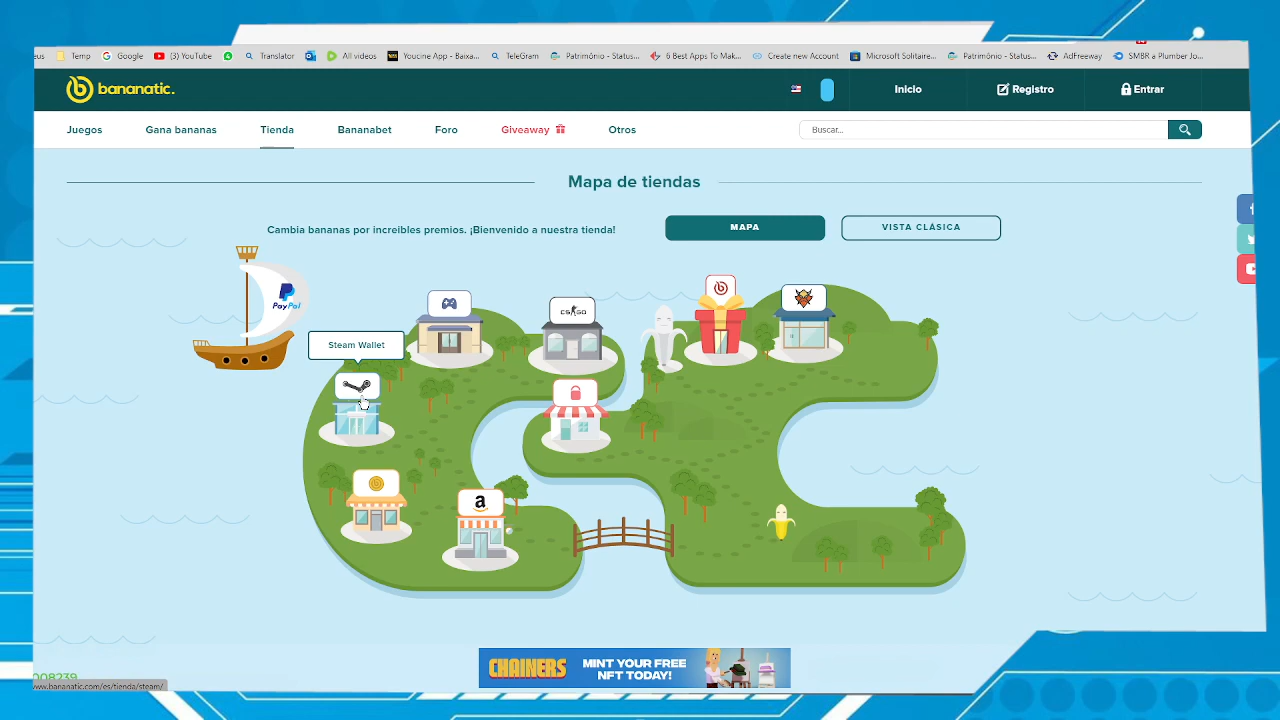 eus Temp Google (3) YouTube Translator All videos Youcine App - Baixa... TeleGram Patrimônio - Status... 6 Best Apps To Mak... Create new Account Microsoft Solitaire... Patrimônio - Status... AdFreeway SMBR a Plumber Jo...
bananatic.
Inicio Registro Entrar
Juegos Gana bananas Tienda Bananabet Foro Giveaway Otros
Buscar...
Mapa de tiendas
Cambia bananas por increibles premios. ¡Bienvenido a nuestra tienda!
MAPA
VISTA CLÁSICA
PayPal
CS GO
Steam Wallet
a
CHAINERS
MINT YOUR FREE
NFT TODAY!
008239
www.bananatic.com/es/tienda/steam/